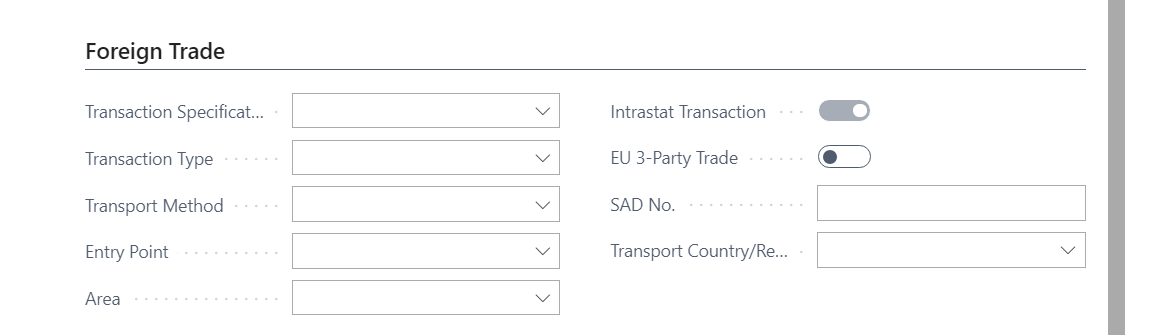 Foreign Trade
Transaction Specificat...
Transaction Type
Transport Method
Entry Point
Area
Intrastat Transaction
EU 3-Party Trade
SAD No.
Transport Country/Re...